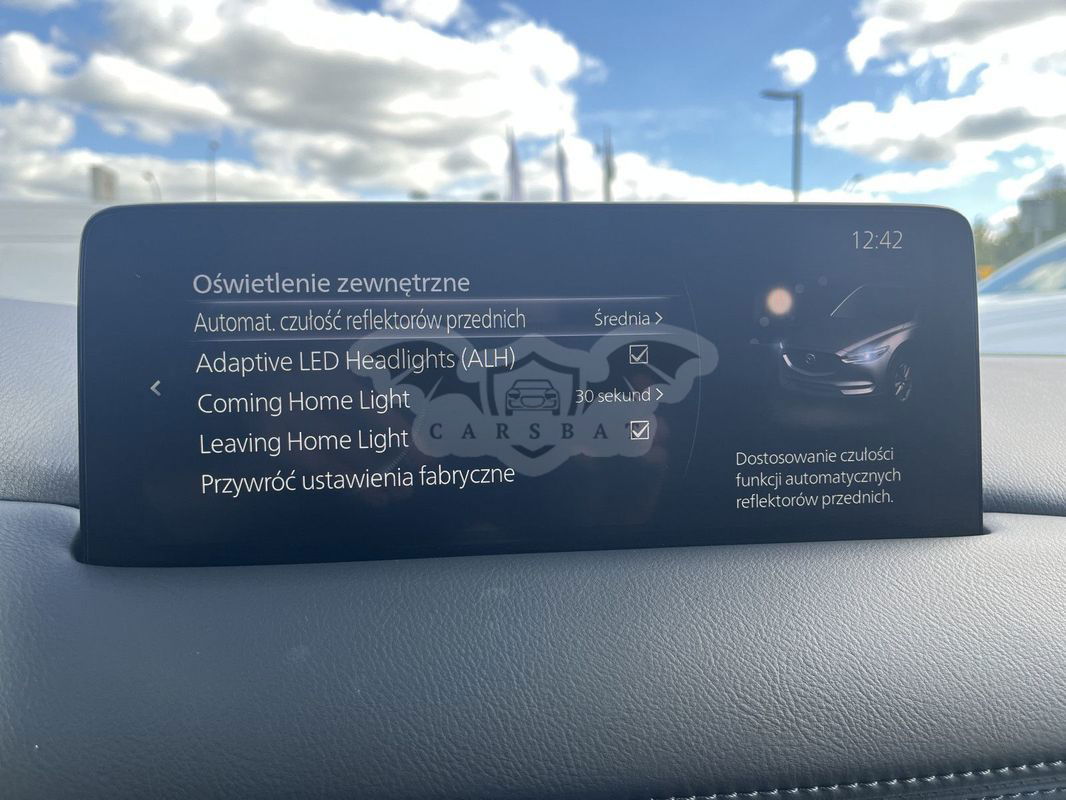 12:42
Oświetlenie zewnętrzne
Automat. czułość reflektorów przednich Średnia >
Adaptive LED Headlights (ALH)
Coming Home Light 30 sekund >
Leaving Home Light
Przywróć ustawienia fabryczne
Dostosowanie czułości
funkcji automatycznych
reflektorów przednich.
CARSBAT